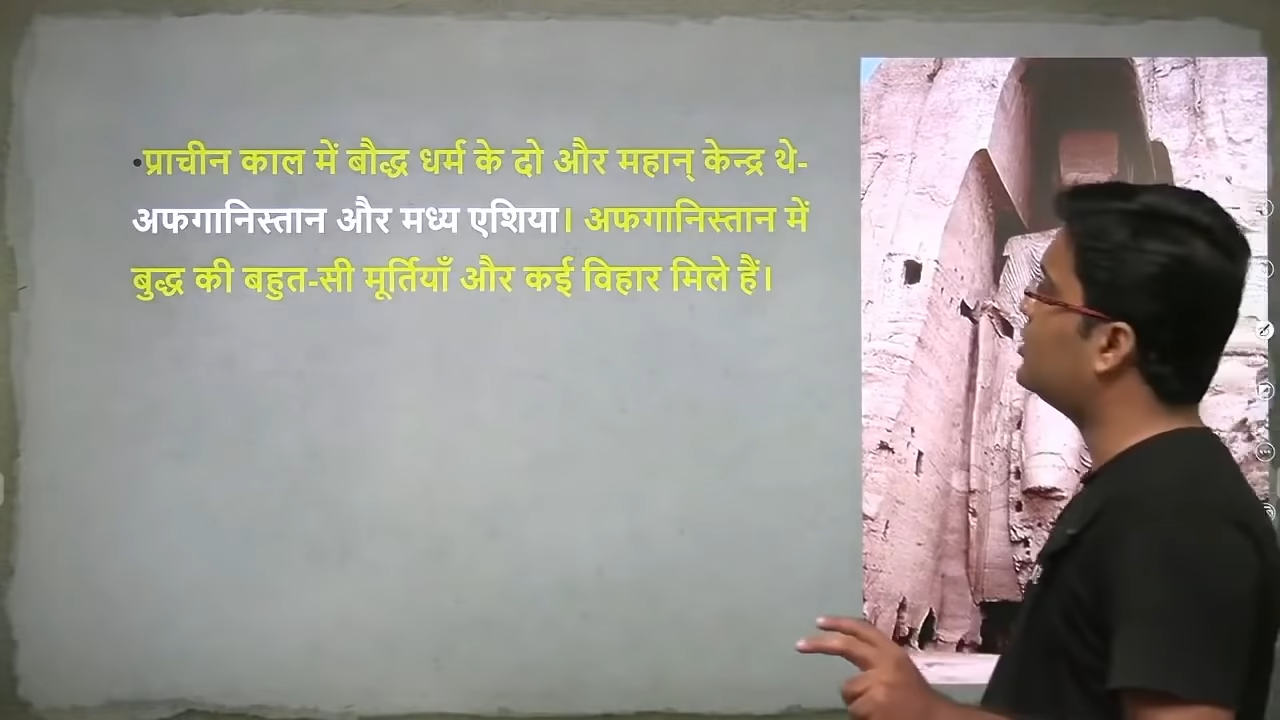 •प्राचीन काल में बौद्ध धर्म के दो और महान् केन्द्र थे-
अफगानिस्तान और मध्य एशिया। अफगानिस्तान में
बुद्ध की बहुत-सी मूर्तियाँ और कई विहार मिले हैं।